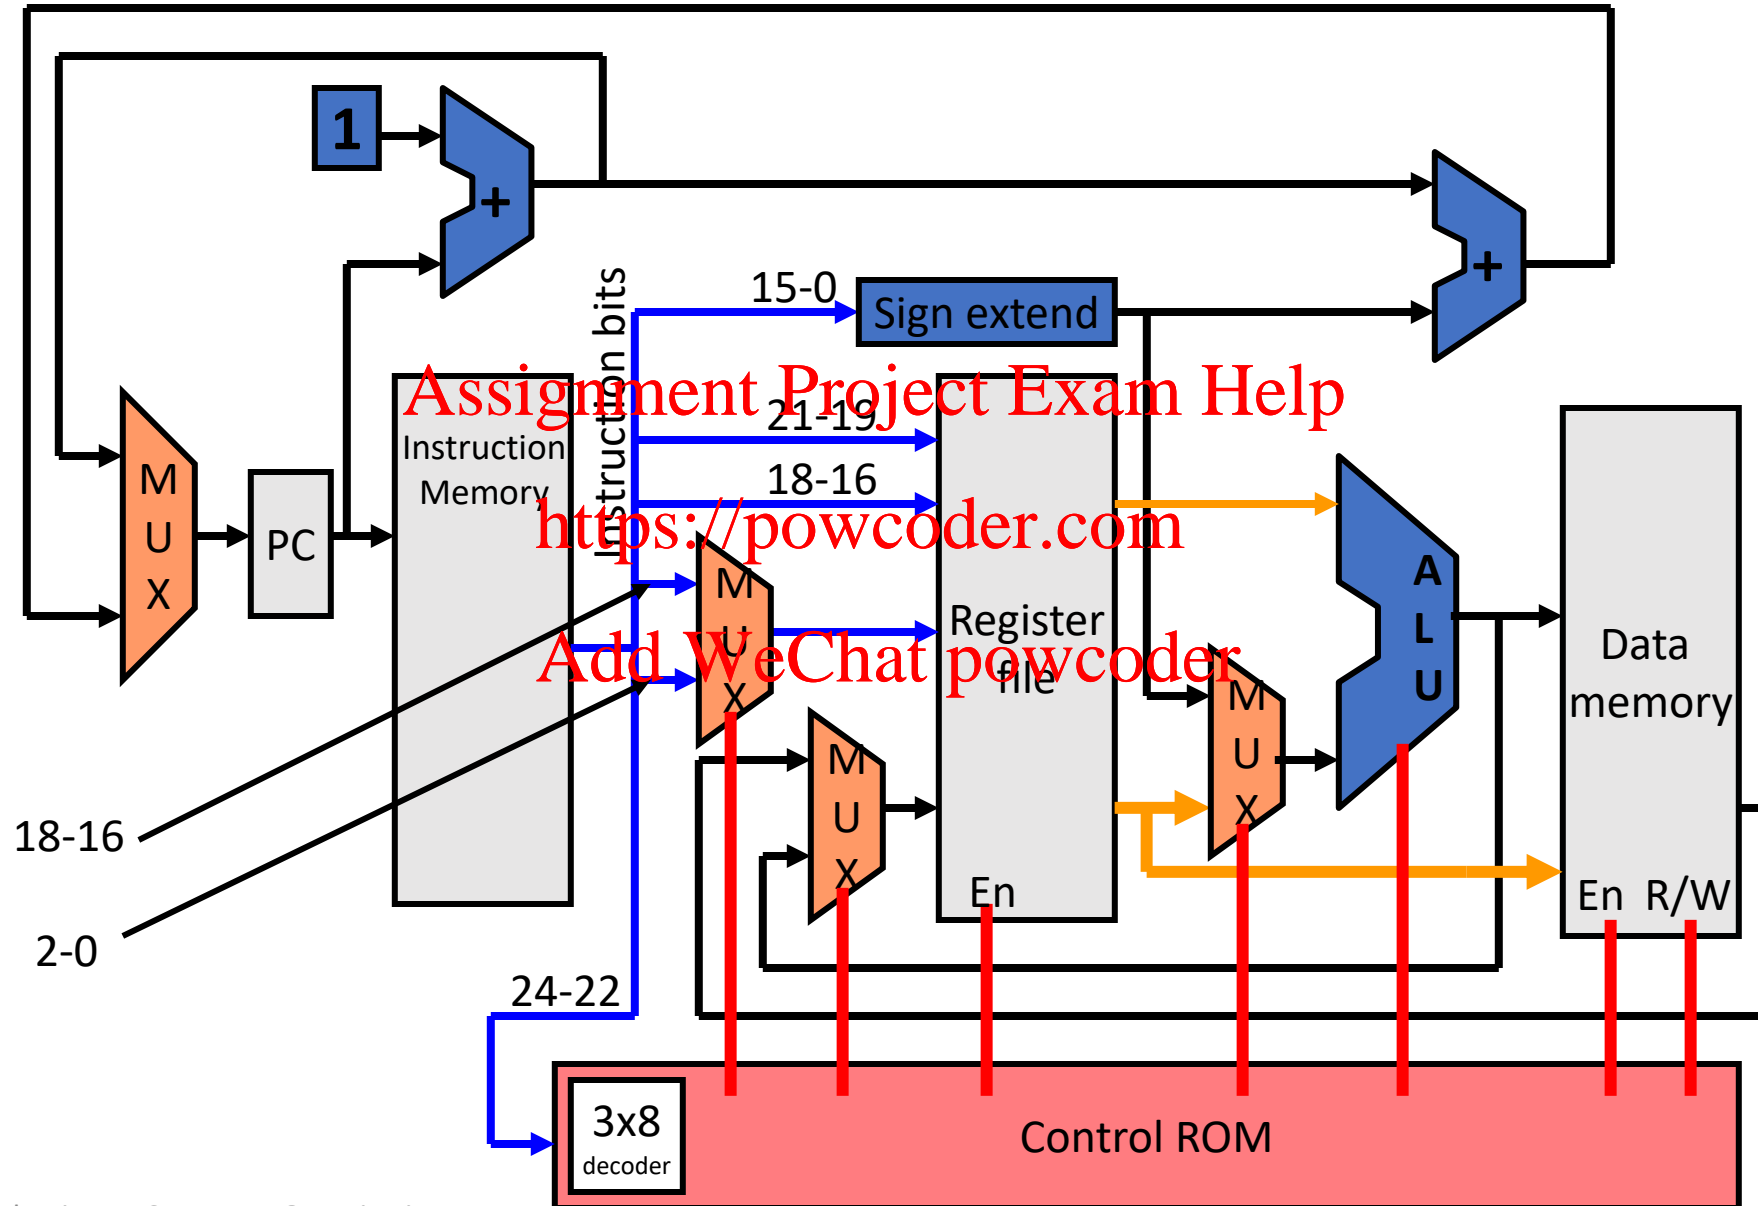 1
+
+
15-0
Sign extend
Instruction bits
Assignment Project Exam Help
21-19
Instruction
Memory
18-16
https://powcoder.com
M
U
X
PC
M
U
X
Register
file
A
L
U
Data
memory
Add WeChat powcoder
M
U
X
M
U
X
18-16
2-0
En
En R/W
24-22
3x8
decoder
Control ROM